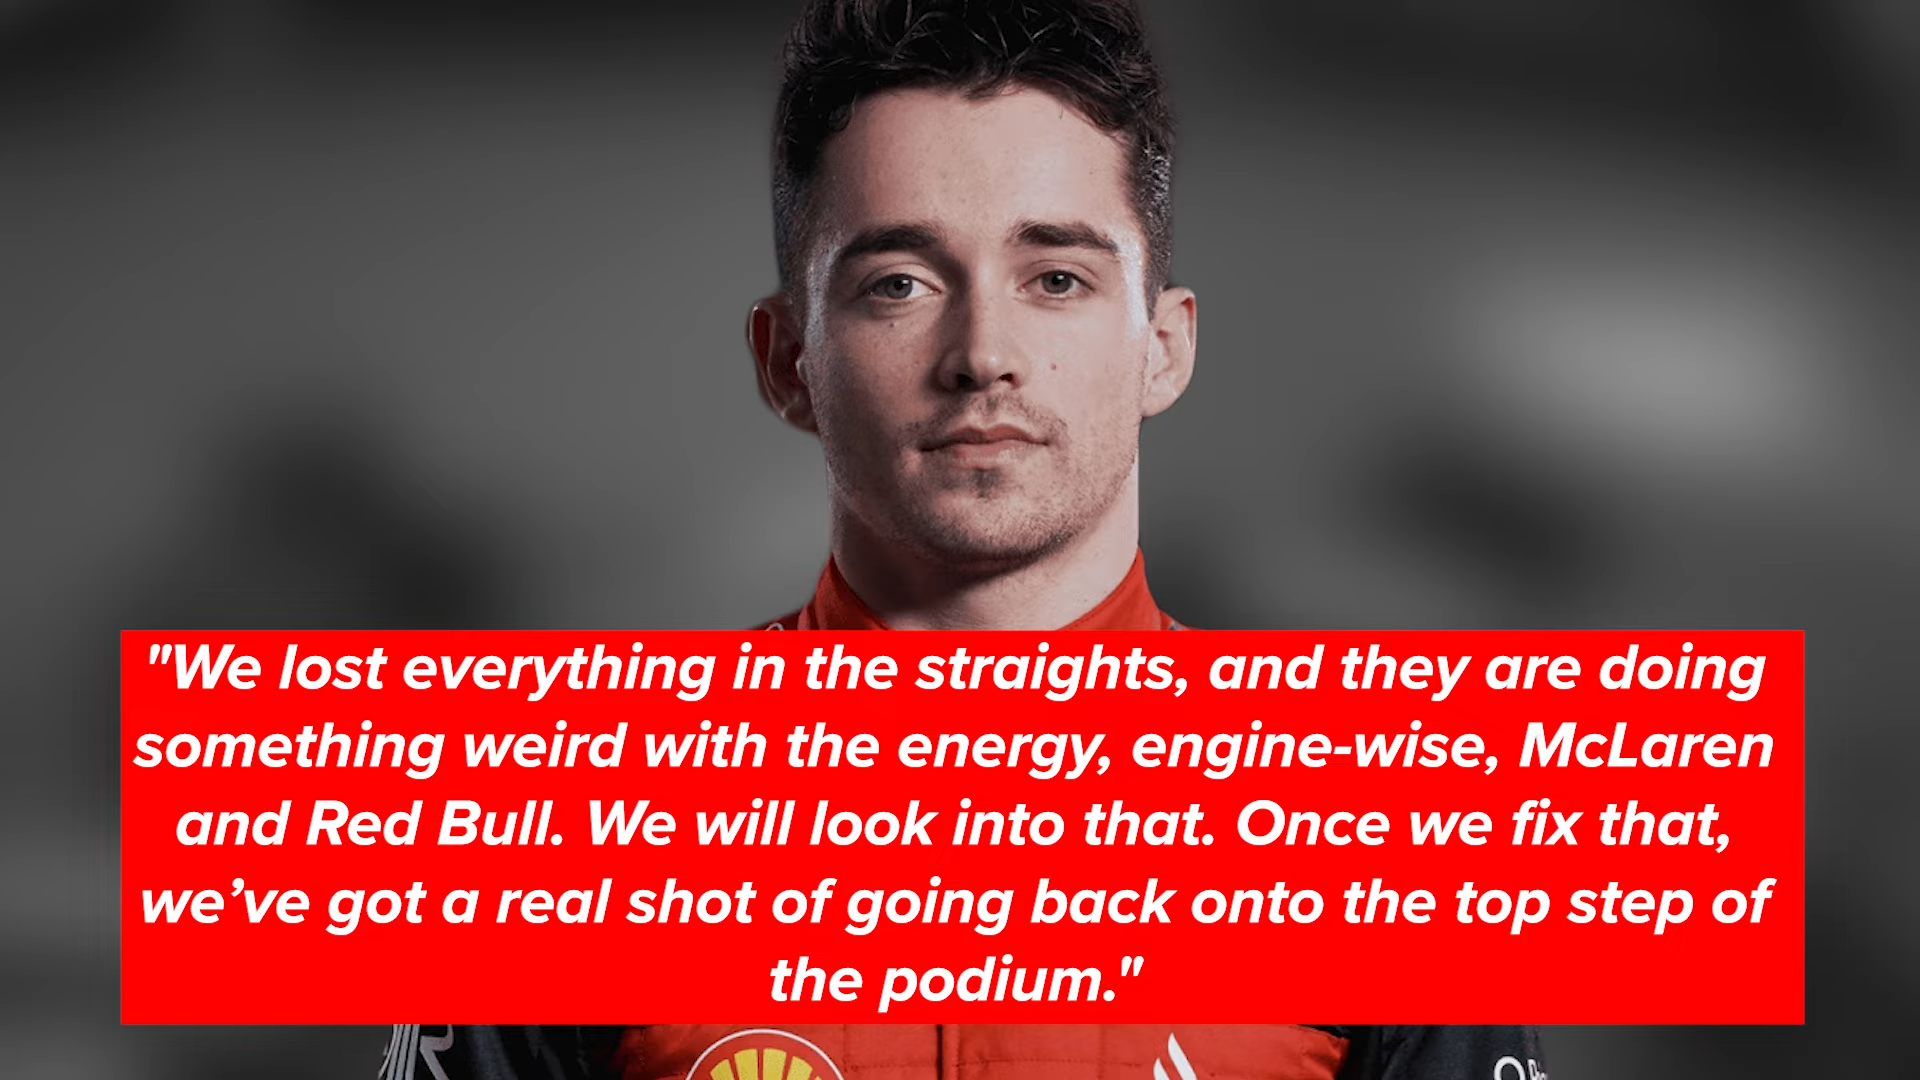 "We lost everything in the straights, and they are doing
something weird with the energy, engine-wise, McLaren
and Red Bull. We will look into that. Once we fix that,
we’ve got a real shot of going back onto the top step of
the podium."